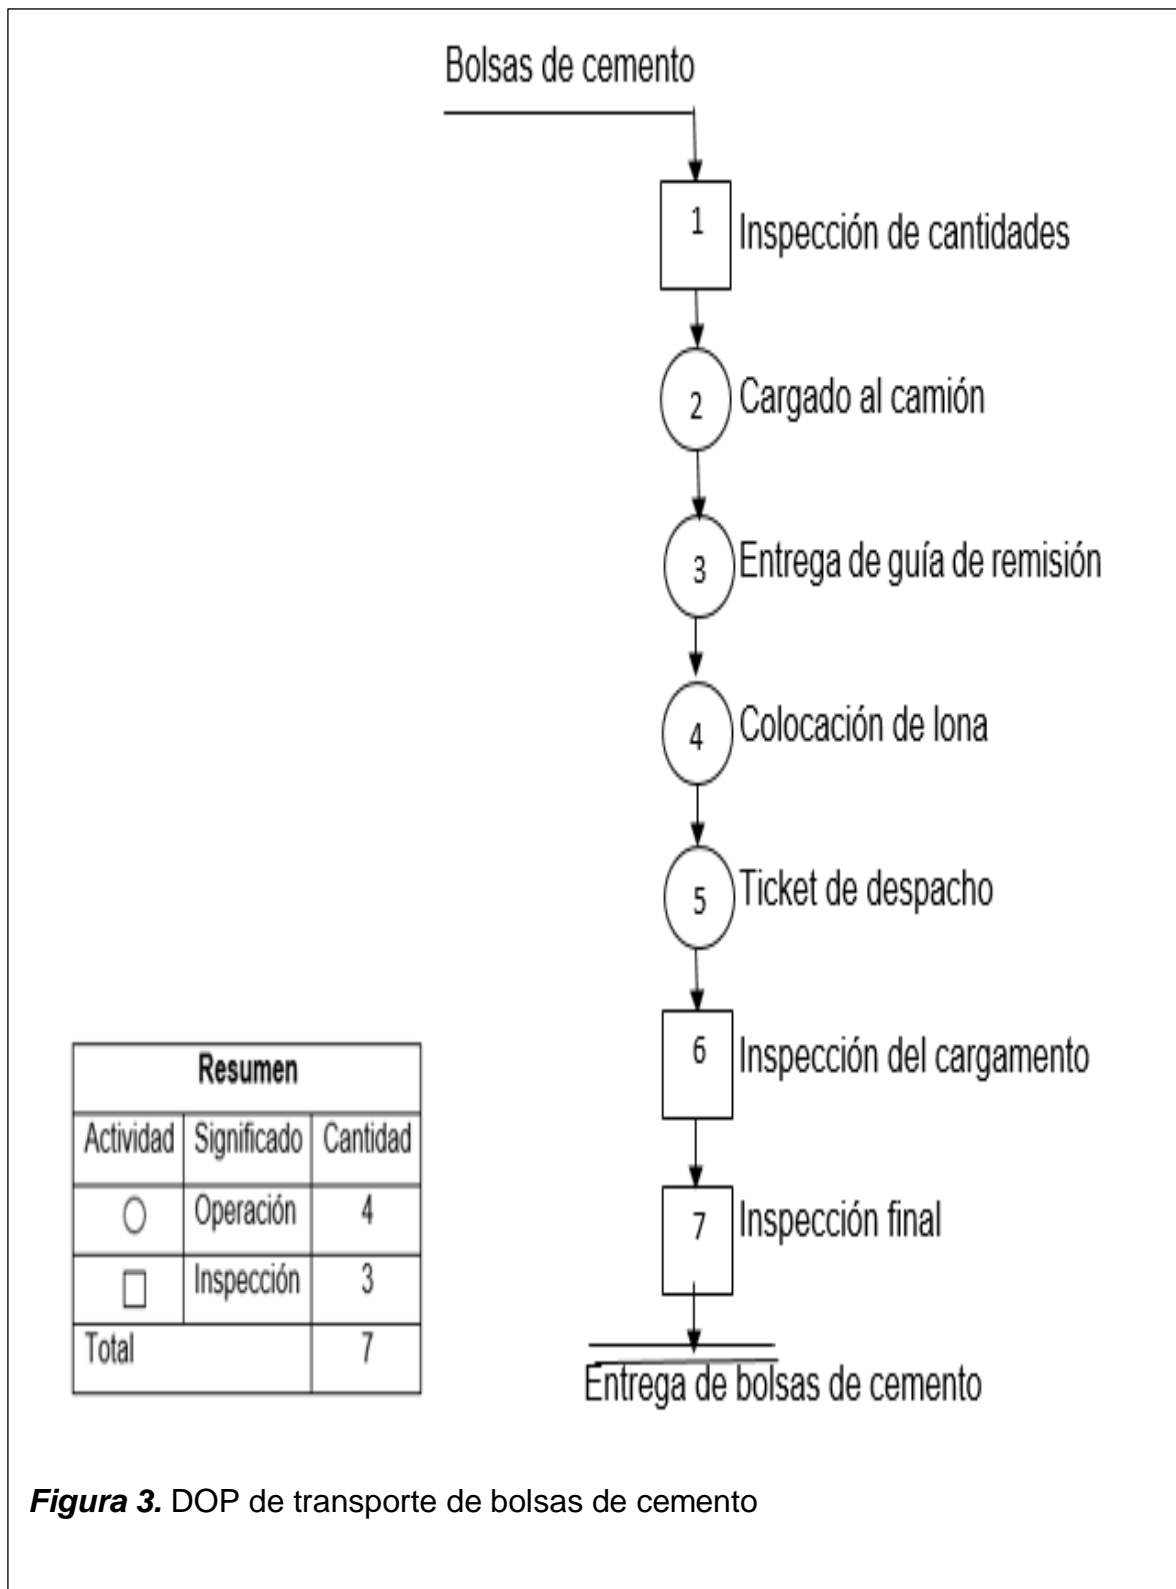 Bolsas de cemento
1
Inspección de cantidades
2
Cargado al camión
3
Entrega de guía de remisión
4
Colocación de lona
5
Ticket de despacho
6
Inspección del cargamento
7
Inspección final
Entrega de bolsas de cemento
Resumen
Actividad Significado Cantidad
Operación 4
Inspección 3
Total 7
Figura 3. DOP de transporte de bolsas de cemento